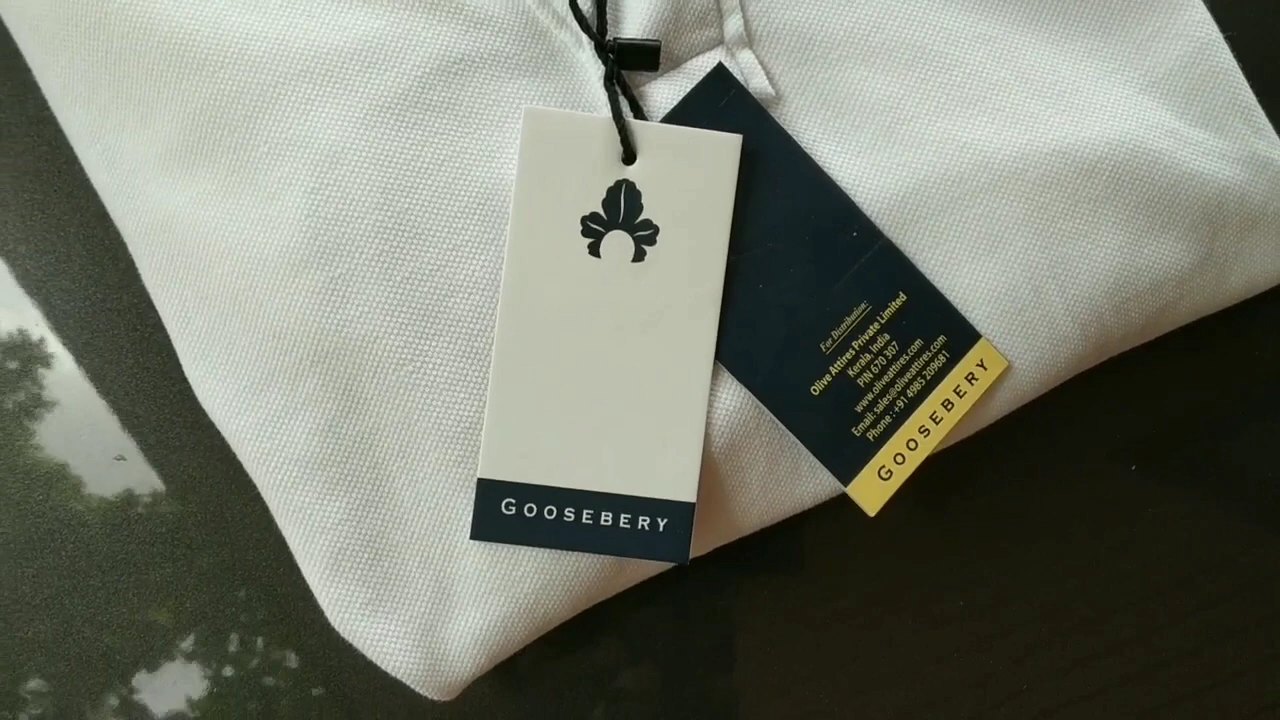 GOOSEBERY
For Distribution:
Olive Attires Private Limited
Kerala, India
PIN 670 307
www.oliveattires.com
Email: sales@oliveattires.com
Phone : +91 4985 209681
GOOSEBERY